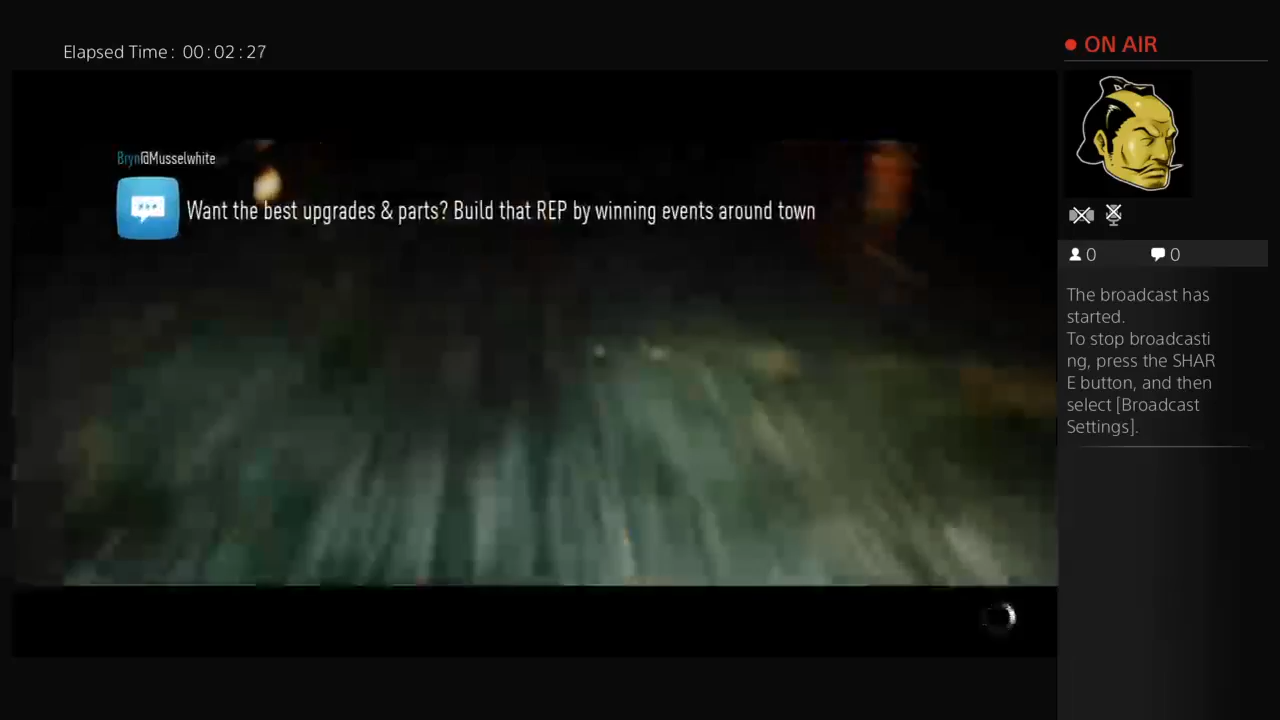 Elapsed Time: 00:02:27
ON AIR
Bryn@Musselwhite
Want the best upgrades & parts? Build that REP by winning events around town
0 0
The broadcast has
started.
To stop broadcasti
ng, press the SHAR
E button, and then
select [Broadcast
Settings].